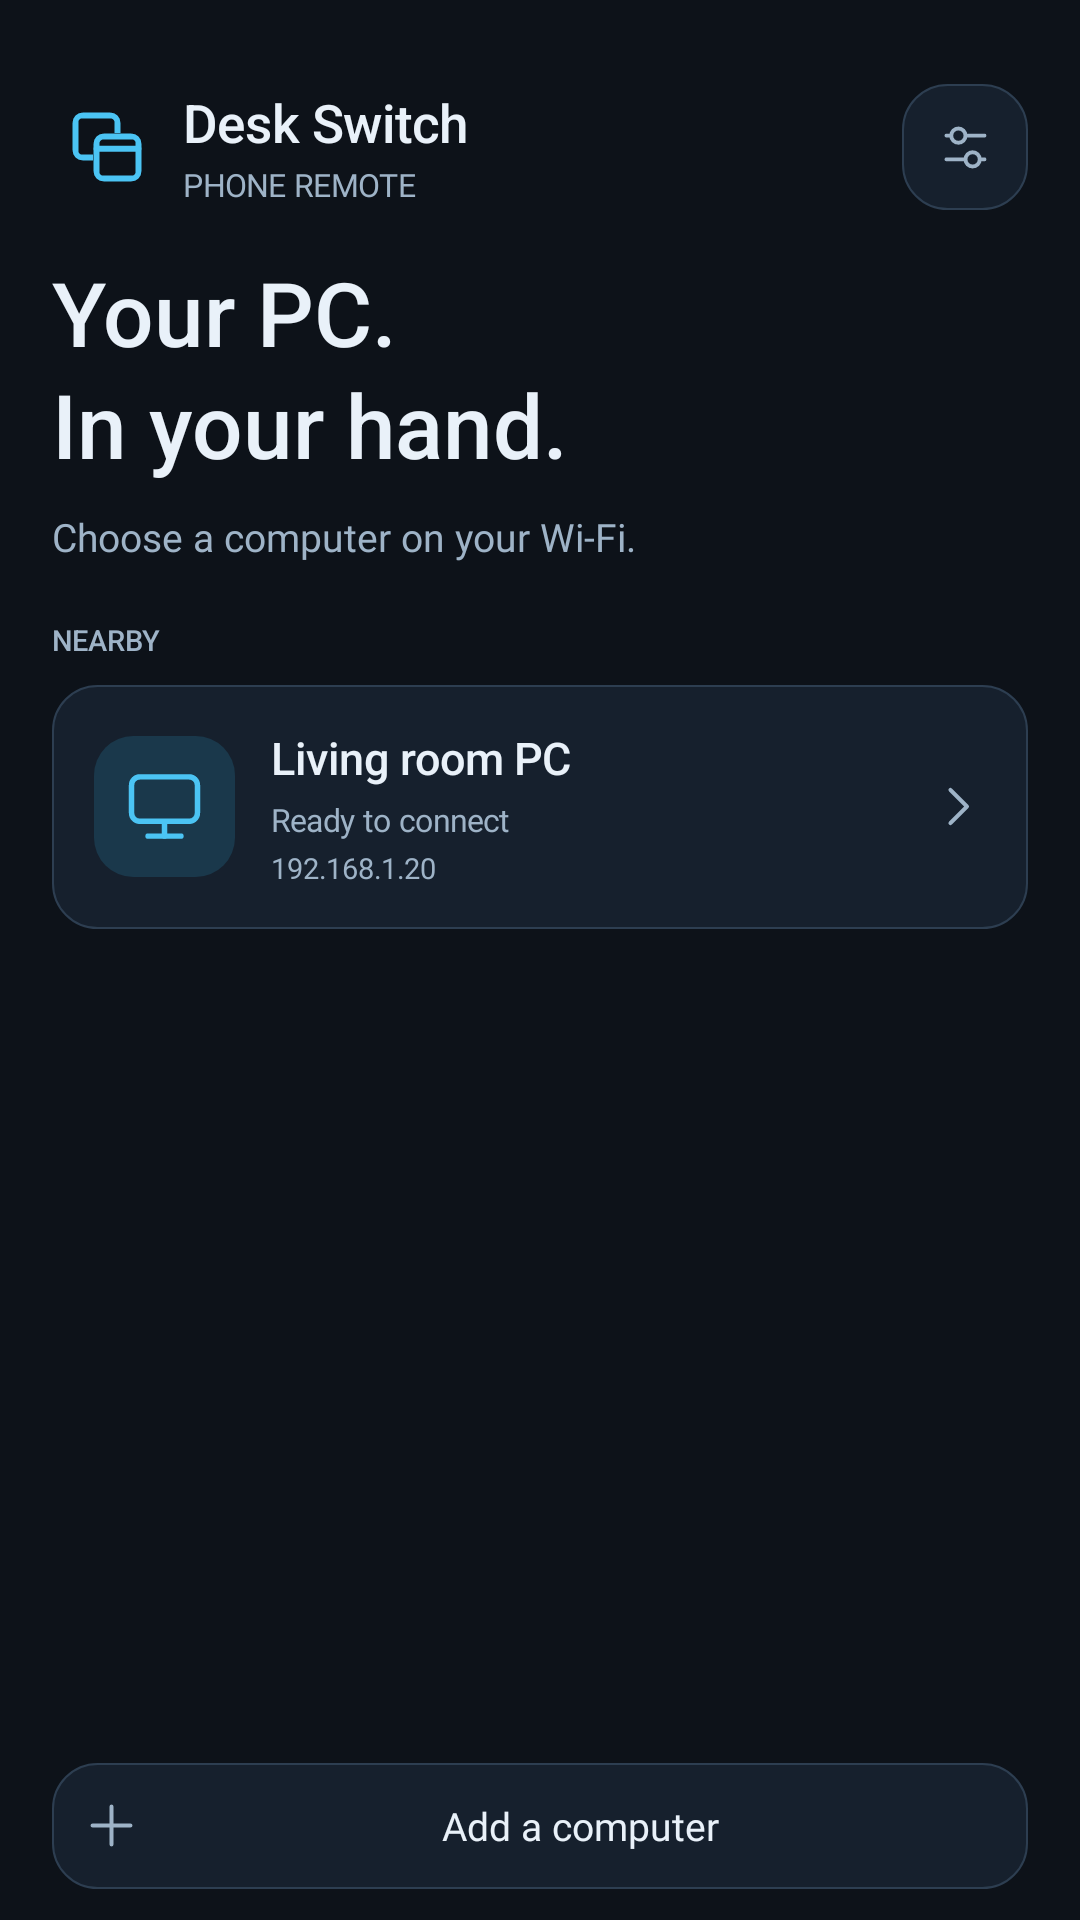 Desk Switch
PHONE REMOTE
Your PC.
In your hand.
Choose a computer on your Wi-Fi.
NEARBY
Living room PC
Ready to connect
192.168.1.20
Add a computer